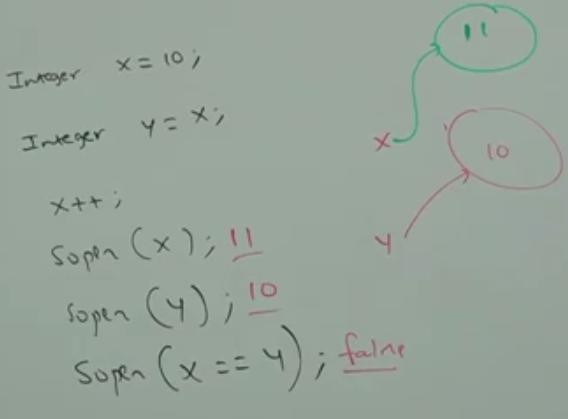 Integer x = 10;
Integer y = x;
x++;
Sopln (x); 11
Sopln (y); 10
Sopln (x == y); false
11
x
10
y